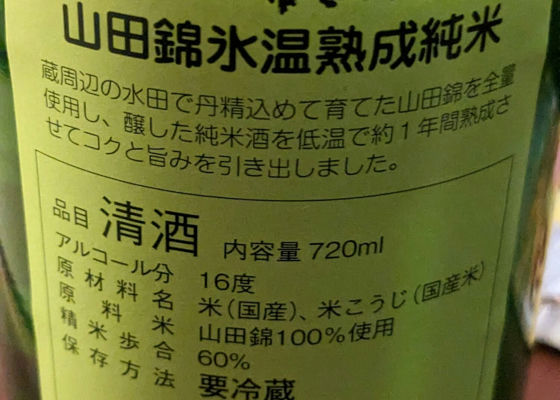 山田錦氷温熟成純米
蔵周辺の水田で丹精込めて育てた山田錦を全量
使用し、醸した純米酒を低温で約1年間熟成さ
せてコクと旨みを引き出しました。
品目 清酒 内容量 720ml
アルコール分 16度
原材料名 米(国産)、米こうじ(国産米)
原料米 山田錦100%使用
精米歩合 60%
保存方法 要冷蔵